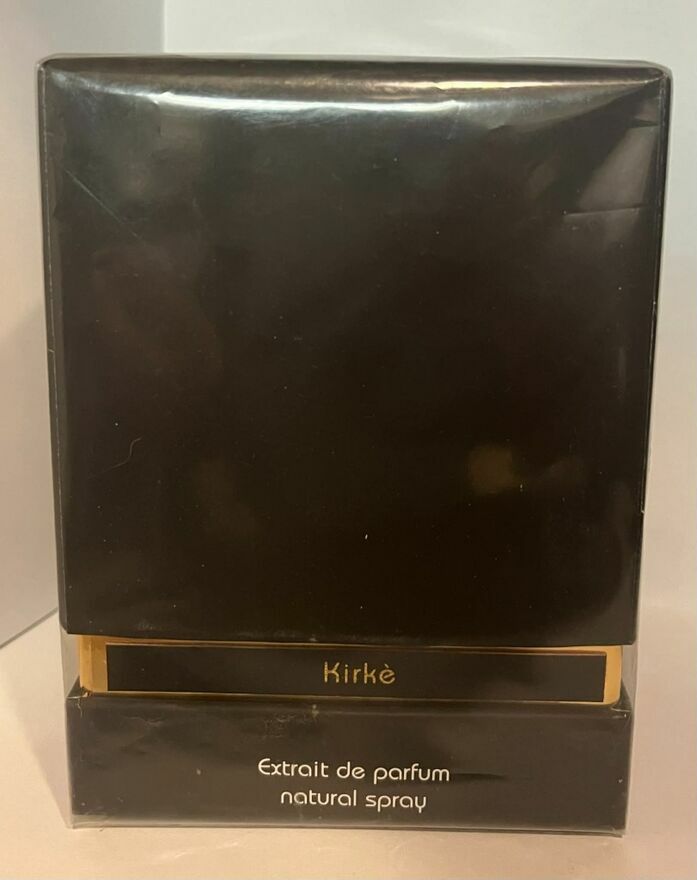 Kirkè
Extrait de parfum
natural spray